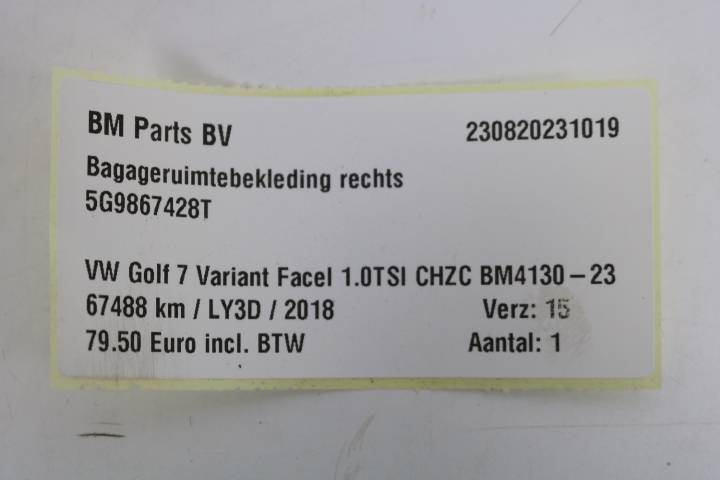 BM Parts BV 230820231019
Bagageruimtebekleding rechts
5G9867428T
VW Golf 7 Variant Facel 1.0TSI CHZC BM4130-23
67488 km / LY3D / 2018 Verz: 15
79.50 Euro incl. BTW Aantal: 1